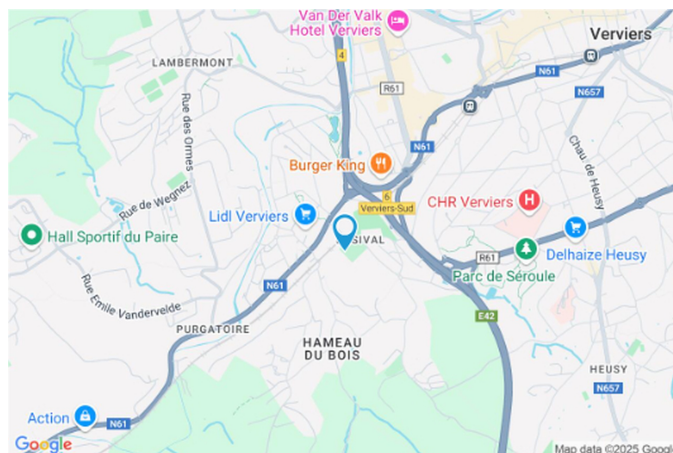 Van Der Valk
Hotel Verviers
Verviers
LAMBERMONT
4
N61
R61
N657
Rue des Ormes
N61
Chau. de Heusy
Burger King
6
Verviers-Sud
CHR Verviers
Rue de Wegnez
Lidl Verviers
Hall Sportif du Paire
SIVAL
R61
Delhaize Heusy
Parc de Séroule
N61
Rue Emile Vandervelde
E42
PURGATOIRE
HAMEAU
DU BOIS
HEUSY
N657
Action
N61
Google
Map data ©2025 Google